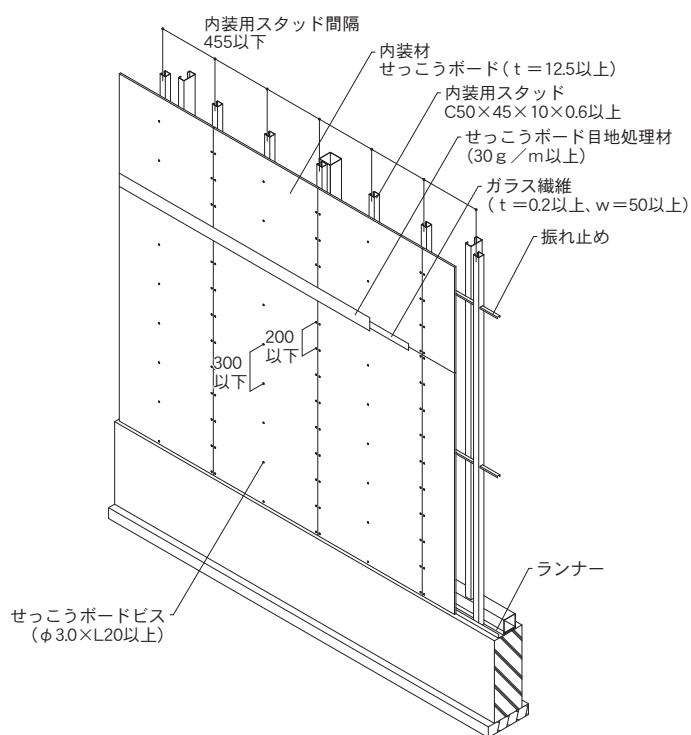 内装用スタッド間隔
455以下
内装材
せっこうボード(t=12.5以上)
内装用スタッド
C50×45×10×0.6以上
せっこうボード目地処理材
(30g/m以上)
ガラス繊維
(t=0.2以上、w=50以上)
振れ止め
200
以下
300
以下
ランナー
せっこうボードビス
(φ3.0×L20以上)